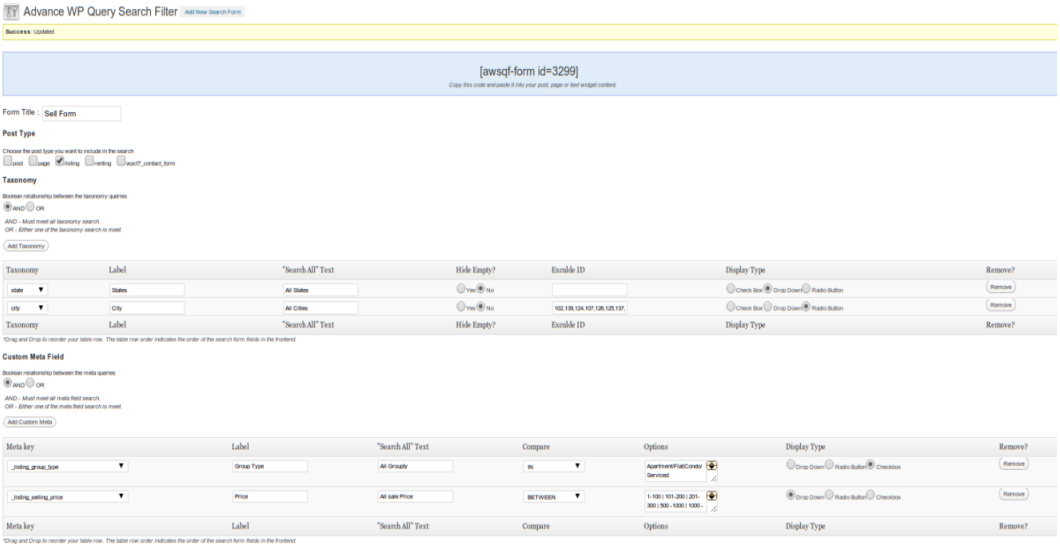 Advance WP Query Search Filter Add New Search Form
Success: Updated
[awsqf-form id=3299]
Copy this code and paste it into your post, page or text widget content.
Form Title : Sell Form
Post Type
Choose the post type you want to include in the search
post page listing renting wpcf7_contact_form
Taxonomy
Boolean relationship between the taxonomy queries
AND OR
AND - Must meet all taxonomy search.
OR - Either one of the taxonomy search is meet.
Add Taxonomy
Taxonomy Label "Search All" Text Hide Empty? Exculde ID Display Type Remove?
state States All States Yes No Check Box Drop Down Radio Button Remove
city City All Cities Yes No 102,139,124,107,126,125,137, Check Box Drop Down Radio Button Remove
Taxonomy Label "Search All" Text Hide Empty? Exculde ID Display Type Remove?
*Drag and Drop to reorder your table row. The table row order indicates the order of the search form fields in the frontend.
Custom Meta Field
Boolean relationship between the meta queries
AND OR
AND - Must meet all meta field search.
OR - Either one of the meta field search is meet.
Add Custom Meta
Meta key Label "Search All" Text Compare Options Display Type Remove?
_listing_group_type Group Type All Groupty IN Apartment/Flat/Condo/ Drop Down Radio Button Checkbox Remove
Serviced
_listing_selling_price Price All sale Price BETWEEN 1-100 | 101-200 | 201- Drop Down Radio Button Checkbox Remove
300 | 500 -1000 | 1000 -
Meta key Label "Search All" Text Compare Options Display Type Remove?
*Drag and Drop to reorder your table row. The table row order indicates the order of the search form fields in the frontend.